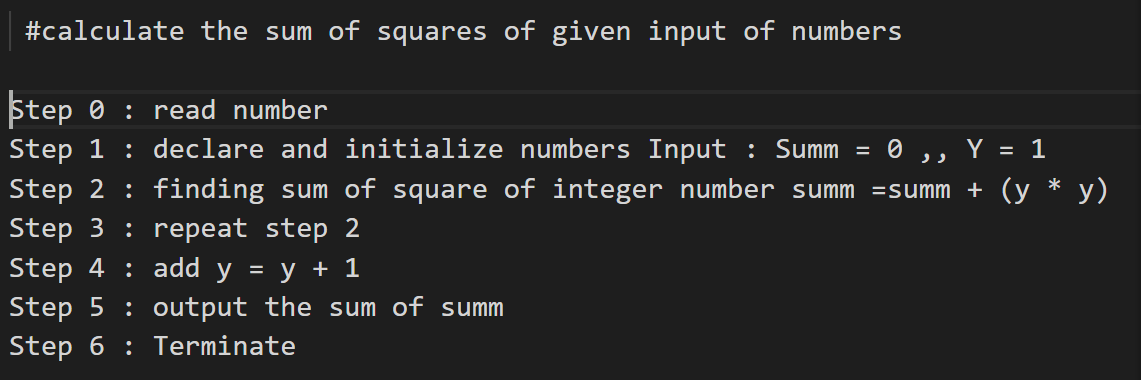 #calculate the sum of squares of given input of numbers
Step 0 : read number
Step 1 : declare and initialize numbers Input : Summ = 0 ,, Y = 1
Step 2 : finding sum of square of integer number summ =summ + (y * y)
Step 3 : repeat step 2
Step 4 : add y = y + 1
Step 5 : output the sum of summ
Step 6 : Terminate